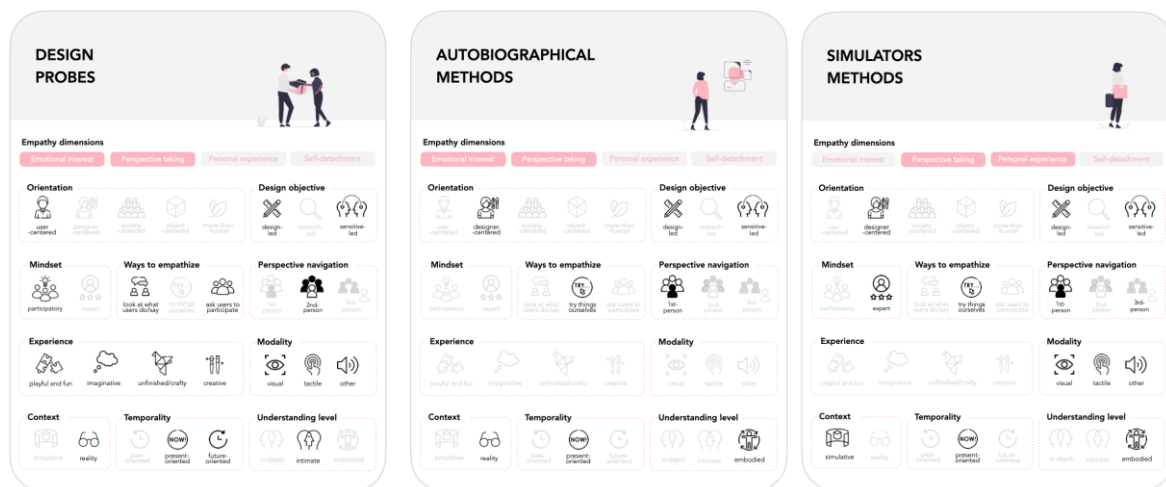 DESIGN
PROBES
Empathy dimensions
Emotional interest
Perspective taking
Personal experience
Self-detachment
Orientation
user
-centered
designer
-centered
society
-centered
object
-centered
more-than
human
Design objective
design-
led
research-
led
sensitive-
led
Mindset
participatory
expert
Ways to empathize
look at what
users do/say
TRY...
try things
ourselves
ask users to
participate
Perspective navigation
1st-
person
2nd-
person
3rd-
person
Experience
playful and fun
imaginative
unfinished/crafty
creative
Modality
visual
tactile
other
Context
simulative
reality
Temporality
past-
oriented
NOW!
present-
oriented
future-
oriented
Understanding level
in-depth
intimate
embodied
AUTOBIOGRAPHICAL
METHODS
Empathy dimensions
Emotional interest
Perspective taking
Personal experience
Self-detachment
Orientation
user
-centered
designer
-centered
society
-centered
object
-centered
more-than
human
Design objective
design-
led
research-
led
sensitive-
led
Mindset
participatory
expert
Ways to empathize
look at what
users do/say
TRY...
try things
ourselves
ask users to
participate
Perspective navigation
1st-
person
2nd-
person
3rd-
person
Experience
playful and fun
imaginative
unfinished/crafty
creative
Modality
visual
tactile
other
Context
simulative
reality
Temporality
past-
oriented
NOW!
present-
oriented
future-
oriented
Understanding level
in-depth
intimate
embodied
SIMULATORS
METHODS
Empathy dimensions
Emotional interest
Perspective taking
Personal experience
Self-detachment
Orientation
user
-centered
designer
-centered
society
-centered
object
-centered
more-than
human
Design objective
design-
led
research-
led
sensitive-
led
Mindset
participatory
expert
Ways to empathize
look at what
users do/say
TRY...
try things
ourselves
ask users to
participate
Perspective navigation
1st-
person
2nd-
person
3rd-
person
Experience
playful and fun
imaginative
unfinished/crafty
creative
Modality
visual
tactile
other
Context
simulative
reality
Temporality
past-
oriented
NOW!
present-
oriented
future-
oriented
Understanding level
in-depth
intimate
embodied